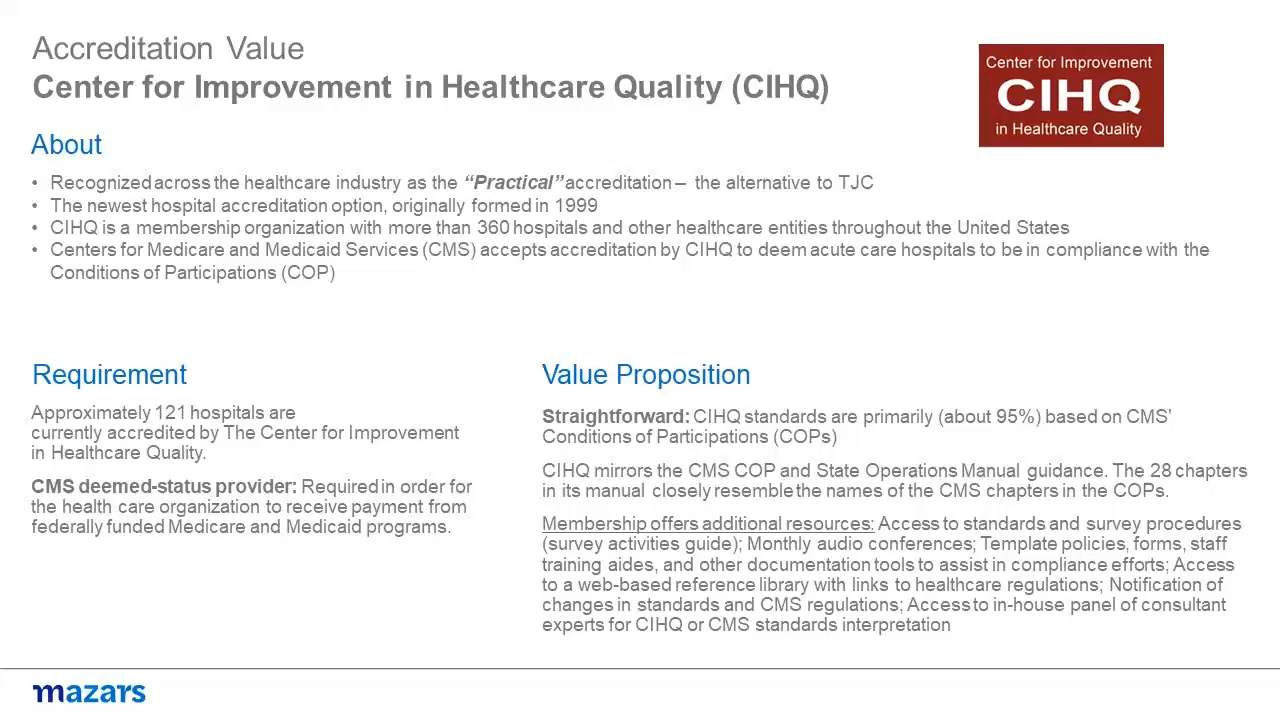 Accreditation Value
Center for Improvement in Healthcare Quality (CIHQ)
Center for Improvement
CIHQ
in Healthcare Quality
About
• Recognized across the healthcare industry as the “Practical” accreditation – the alternative to TJC
• The newest hospital accreditation option, originally formed in 1999
• CIHQ is a membership organization with more than 360 hospitals and other healthcare entities throughout the United States
• Centers for Medicare and Medicaid Services (CMS) accepts accreditation by CIHQ to deem acute care hospitals to be in compliance with the
Conditions of Participations (COP)
Requirement
Approximately 121 hospitals are
currently accredited by The Center for Improvement
in Healthcare Quality.
CMS deemed-status provider: Required in order for
the health care organization to receive payment from
federally funded Medicare and Medicaid programs.
Value Proposition
Straightforward: CIHQ standards are primarily (about 95%) based on CMS'
Conditions of Participations (COPs)
CIHQ mirrors the CMS COP and State Operations Manual guidance. The 28 chapters
in its manual closely resemble the names of the CMS chapters in the COPs.
Membership offers additional resources: Access to standards and survey procedures
(survey activities guide); Monthly audio conferences; Template policies, forms, staff
training aides, and other documentation tools to assist in compliance efforts; Access
to a web-based reference library with links to healthcare regulations; Notification of
changes in standards and CMS regulations; Access to in-house panel of consultant
experts for CIHQ or CMS standards interpretation
mazars